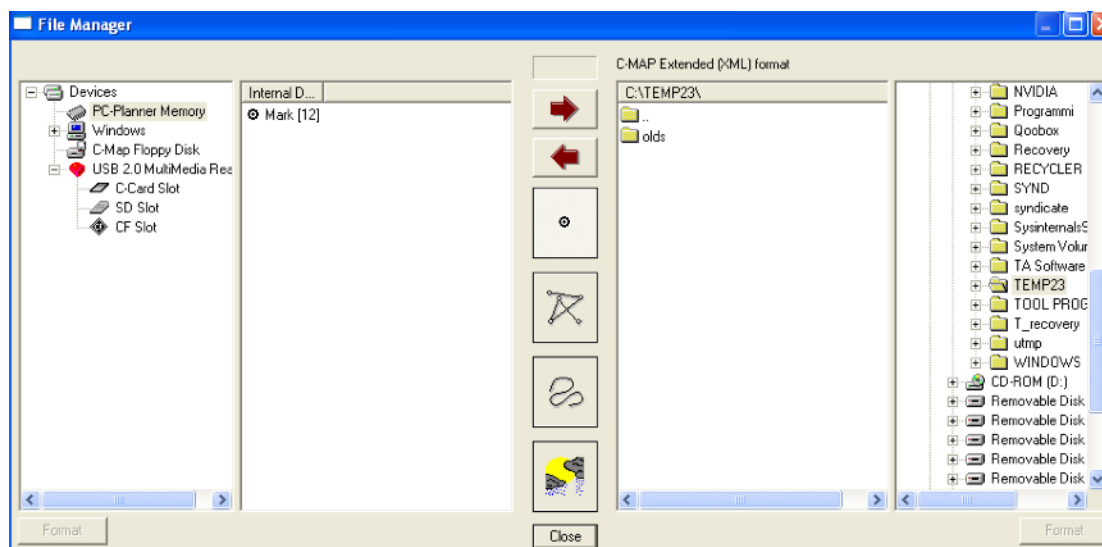 File Manager
C-MAP Extended (XML) format
Devices
PC-Planner Memory
Windows
C-Map Floppy Disk
USB 2.0 MultiMedia Rea
C-Card Slot
SD Slot
CF Slot
Internal D...
Mark [12]
C:\TEMP23\
..
olds
NVIDIA
Programmi
Qoobox
Recovery
RECYCLER
SYND
syndicate
SysinternalsS
System Volur
TA Software
TEMP23
TOOL PROG
T_recovery
utmp
WINDOWS
CD-ROM (D:)
Removable Disk
Removable Disk
Removable Disk
Removable Disk
Removable Disk
Format
Close
Format